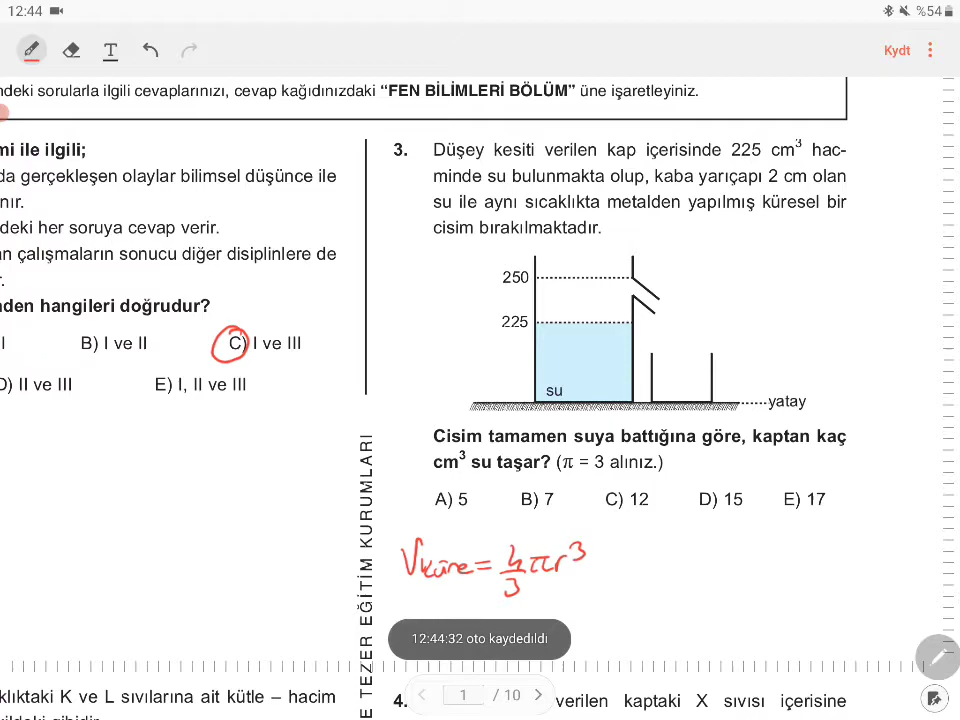 12:44
%54
T
Kydt
ndeki sorularla ilgili cevaplarınızı, cevap kağıdınızdaki “FEN BİLİMLERİ BÖLÜM” üne işaretleyiniz.
mi ile ilgili;
da gerçekleşen olaylar bilimsel düşünce ile
nır.
deki her soruya cevap verir.
an çalışmaların sonucu diğer disiplinlere de
r.
nden hangileri doğrudur?
I B) I ve II C) I ve III
D) II ve III E) I, II ve III
E TEZER EĞİTİM KURUMLARI
3. Düşey kesiti verilen kap içerisinde 225 cm³ hac-
minde su bulunmakta olup, kaba yarıçapı 2 cm olan
su ile aynı sıcaklıkta metalden yapılmış küresel bir
cisim bırakılmaktadır.
250
225
su
yatay
Cisim tamamen suya battığına göre, kaptan kaç
cm³ su taşar? (π = 3 alınız.)
A) 5 B) 7 C) 12 D) 15 E) 17
Vküre = 4/3 πr³
12:44:32 oto kaydedildi
1 / 10
klıktaki K ve L sıvılarına ait kütle – hacim
4. verilen kaptaki X sıvısı içerisine